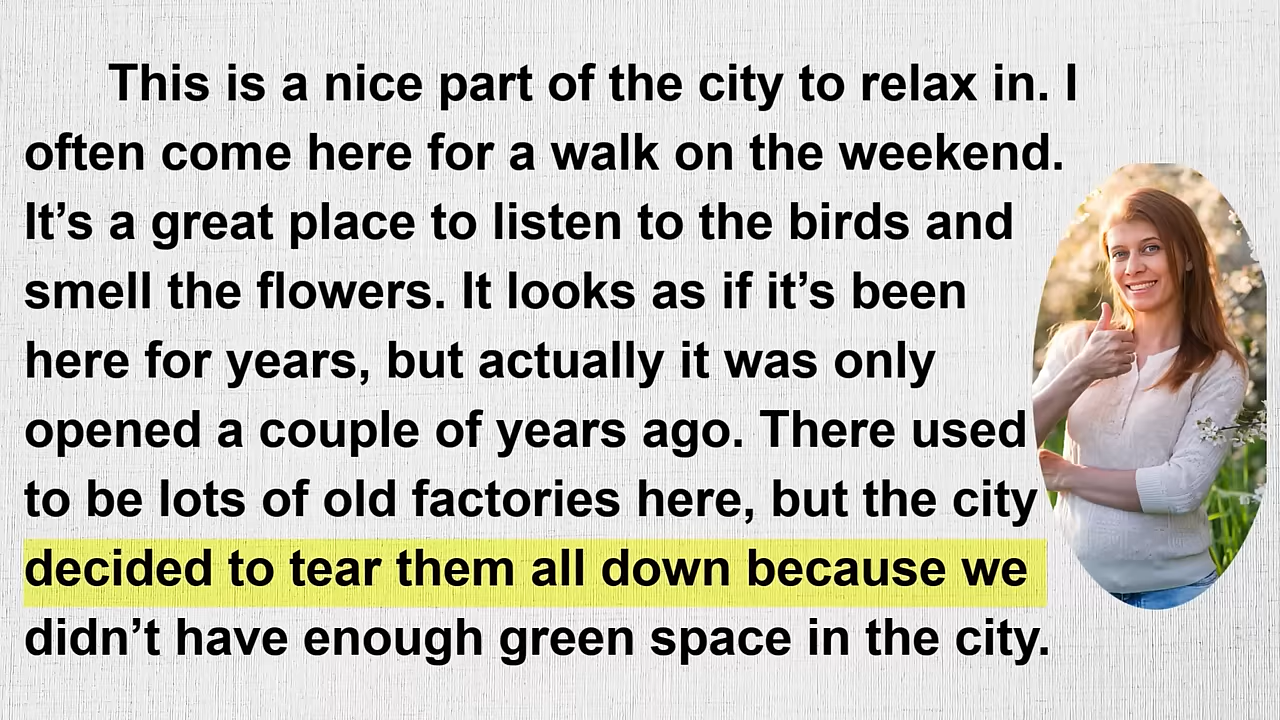 This is a nice part of the city to relax in. I
often come here for a walk on the weekend.
It’s a great place to listen to the birds and
smell the flowers. It looks as if it’s been
here for years, but actually it was only
opened a couple of years ago. There used
to be lots of old factories here, but the city
decided to tear them all down because we
didn’t have enough green space in the city.